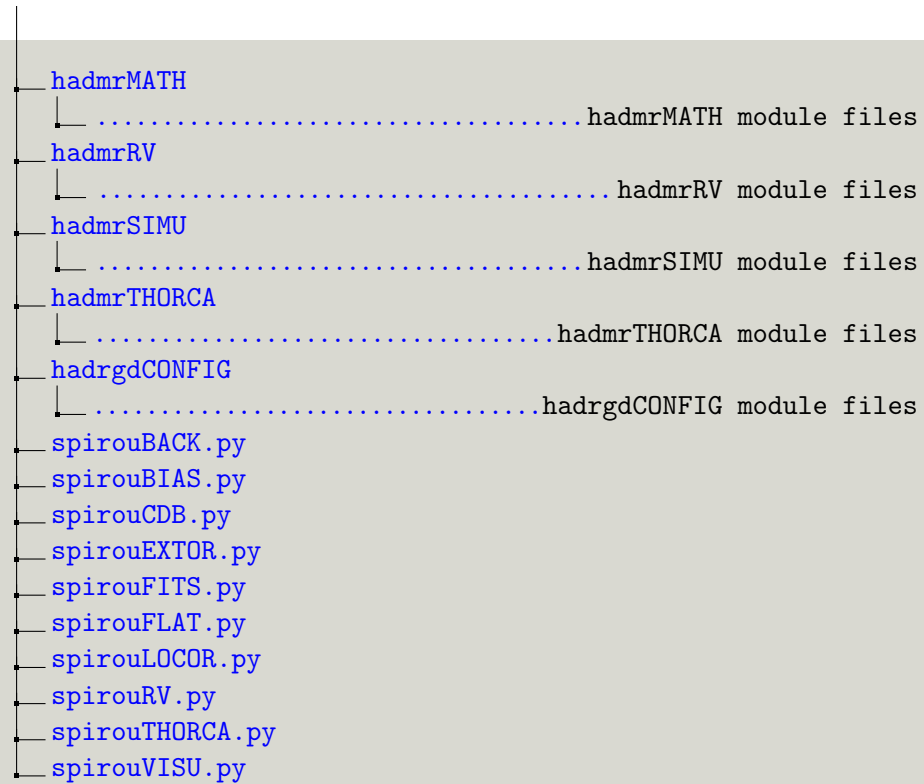 hadmrMATH
.....................................hadmrMATH module files
hadmrRV
.......................................hadmrRV module files
hadmrSIMU
.....................................hadmrSIMU module files
hadmrTHORCA
...................................hadmrTHORCA module files
hadrgdCONFIG
..................................hadrgdCONFIG module files
spirouBACK.py
spirouBIAS.py
spirouCDB.py
spirouEXTOR.py
spirouFITS.py
spirouFLAT.py
spirouLOCOR.py
spirouRV.py
spirouTHORCA.py
spirouVISU.py